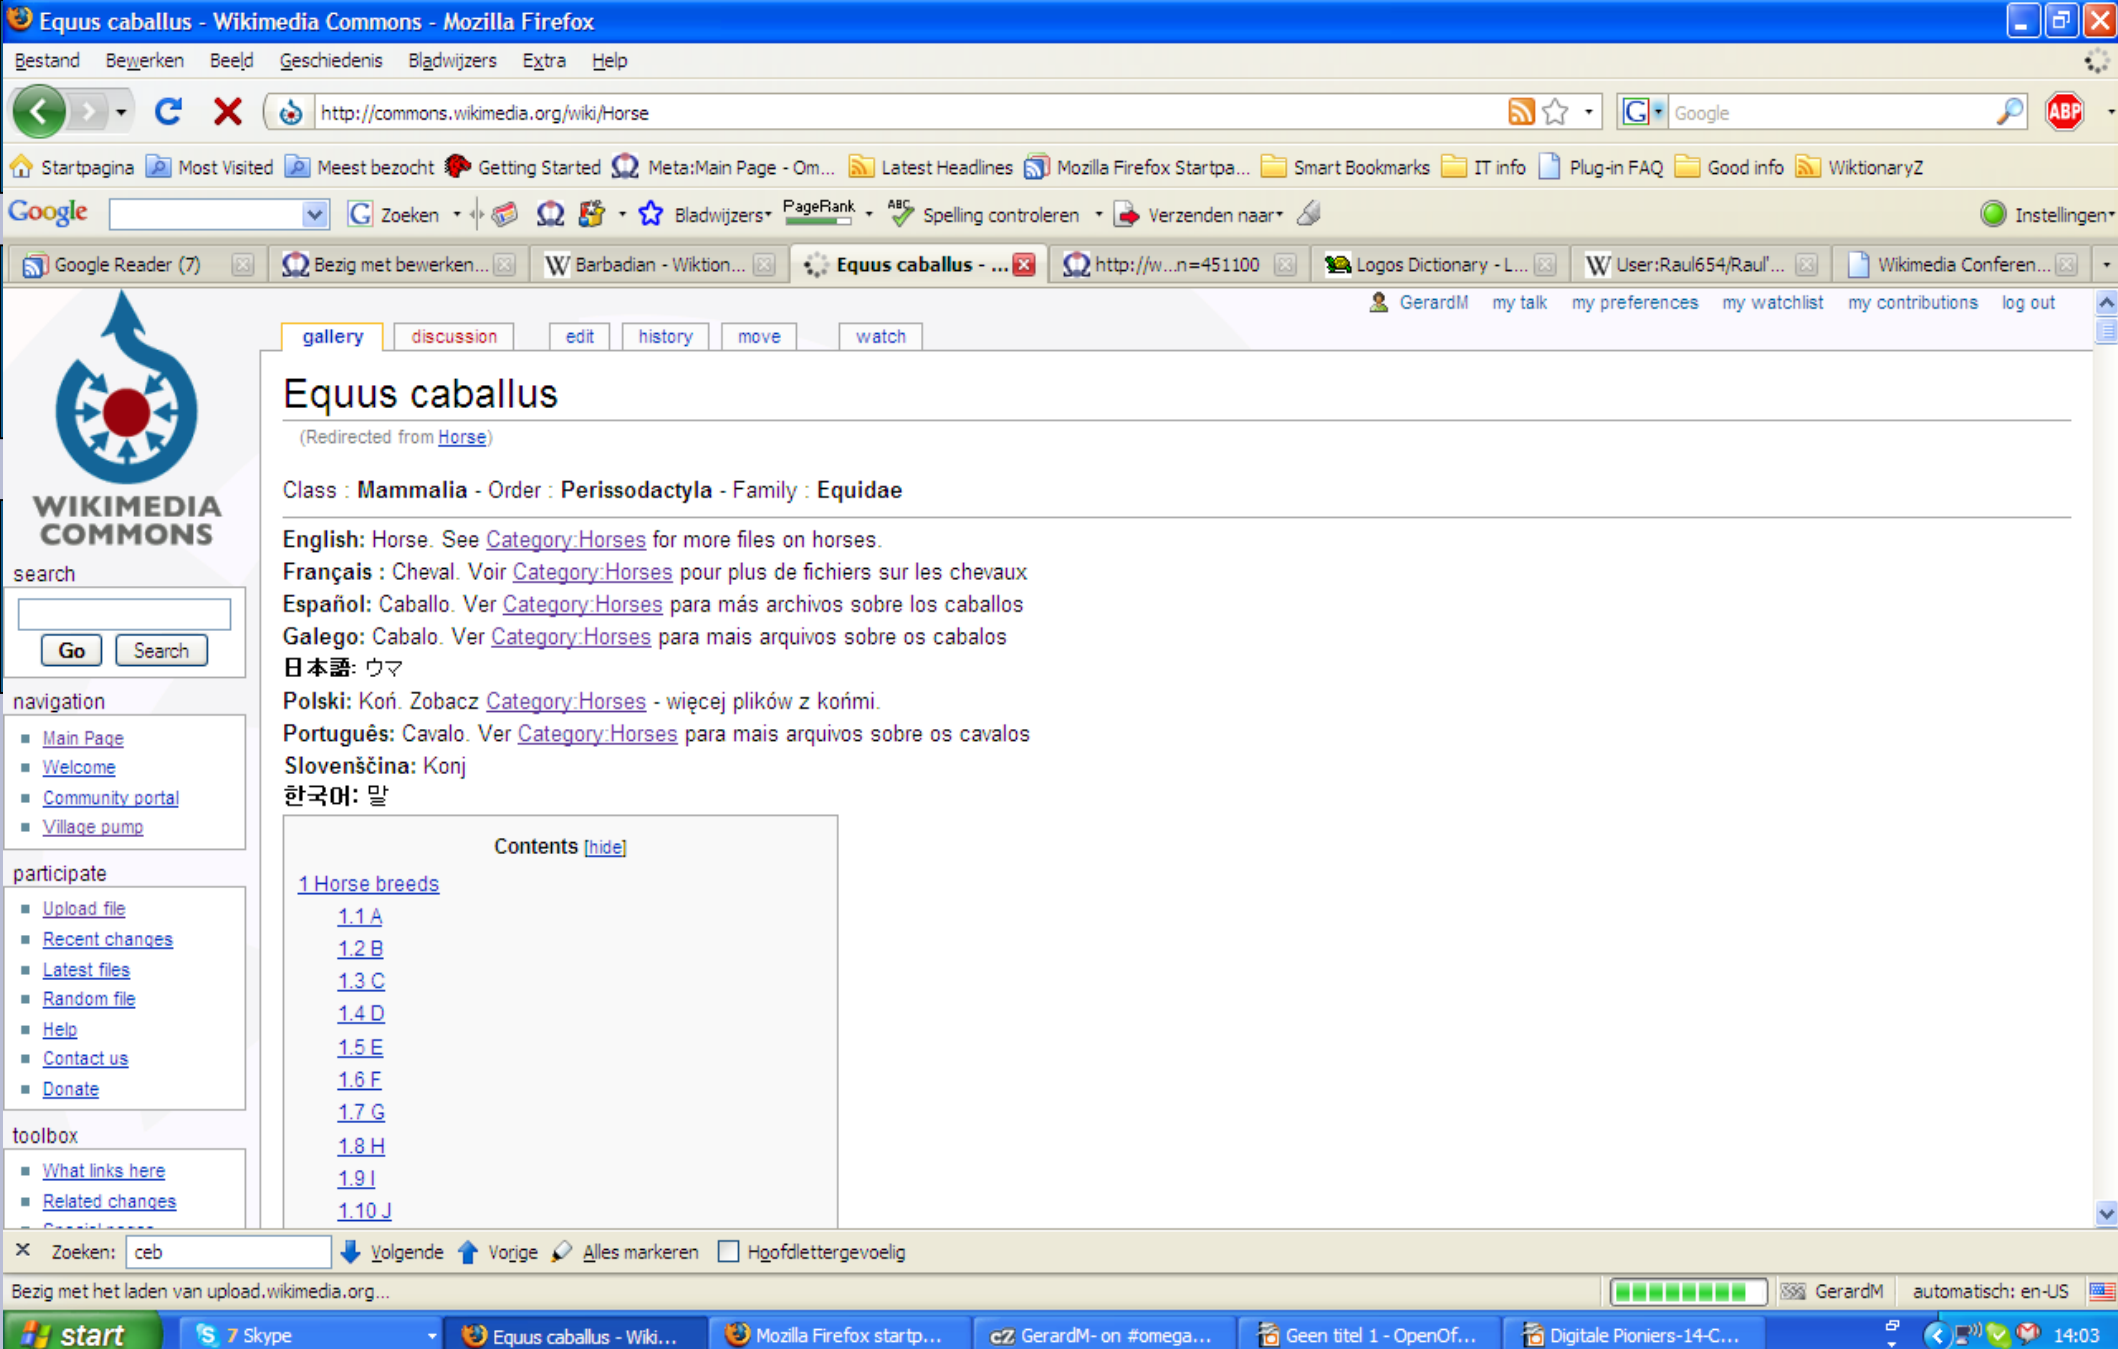 Equus caballus - Wikimedia Commons - Mozilla Firefox
Bestand Bewerken Beeld Geschiedenis Bladwijzers Extra Help
http://commons.wikimedia.org/wiki/Horse
Google
ABP
Startpagina Most Visited Meest bezocht Getting Started Meta:Main Page - Om... Latest Headlines Mozilla Firefox Startpa... Smart Bookmarks IT info Plug-in FAQ Good info WiktionaryZ
Google G Zoeken Bladwijzers PageRank ABC Spelling controleren Verzenden naar Instellingen
Google Reader (7) Bezig met bewerken... Barbadian - Wiktion... Equus caballus - ... http://w...n=451100 Logos Dictionary - L... User:Raul654/Raul'... Wikimedia Conferen...
GerardM my talk my preferences my watchlist my contributions log out
gallery discussion edit history move watch
Equus caballus
(Redirected from Horse)
Class : Mammalia - Order : Perissodactyla - Family : Equidae
English: Horse. See Category:Horses for more files on horses.
Français : Cheval. Voir Category:Horses pour plus de fichiers sur les chevaux
Español: Caballo. Ver Category:Horses para más archivos sobre los caballos
Galego: Cabalo. Ver Category:Horses para mais arquivos sobre os cabalos
日本語: ウマ
Polski: Koń. Zobacz Category:Horses - więcej plików z końmi.
Português: Cavalo. Ver Category:Horses para mais arquivos sobre os cavalos
Slovenščina: Konj
한국어: 말
Contents [hide]
1 Horse breeds
1.1 A
1.2 B
1.3 C
1.4 D
1.5 E
1.6 F
1.7 G
1.8 H
1.9 I
1.10 J
WIKIMEDIA
COMMONS
search
Go Search
navigation
Main Page
Welcome
Community portal
Village pump
participate
Upload file
Recent changes
Latest files
Random file
Help
Contact us
Donate
toolbox
What links here
Related changes
Special pages
Zoeken: ceb Volgende Vorige Alles markeren Hoofdlettergevoelig
Bezig met het laden van upload.wikimedia.org...
GerardM automatisch: en-US
start 7 Skype Equus caballus - Wiki... Mozilla Firefox startp... cZ GerardM- on #omega... Geen titel 1 - OpenOf... Digitale Pioniers-14-C... 14:03